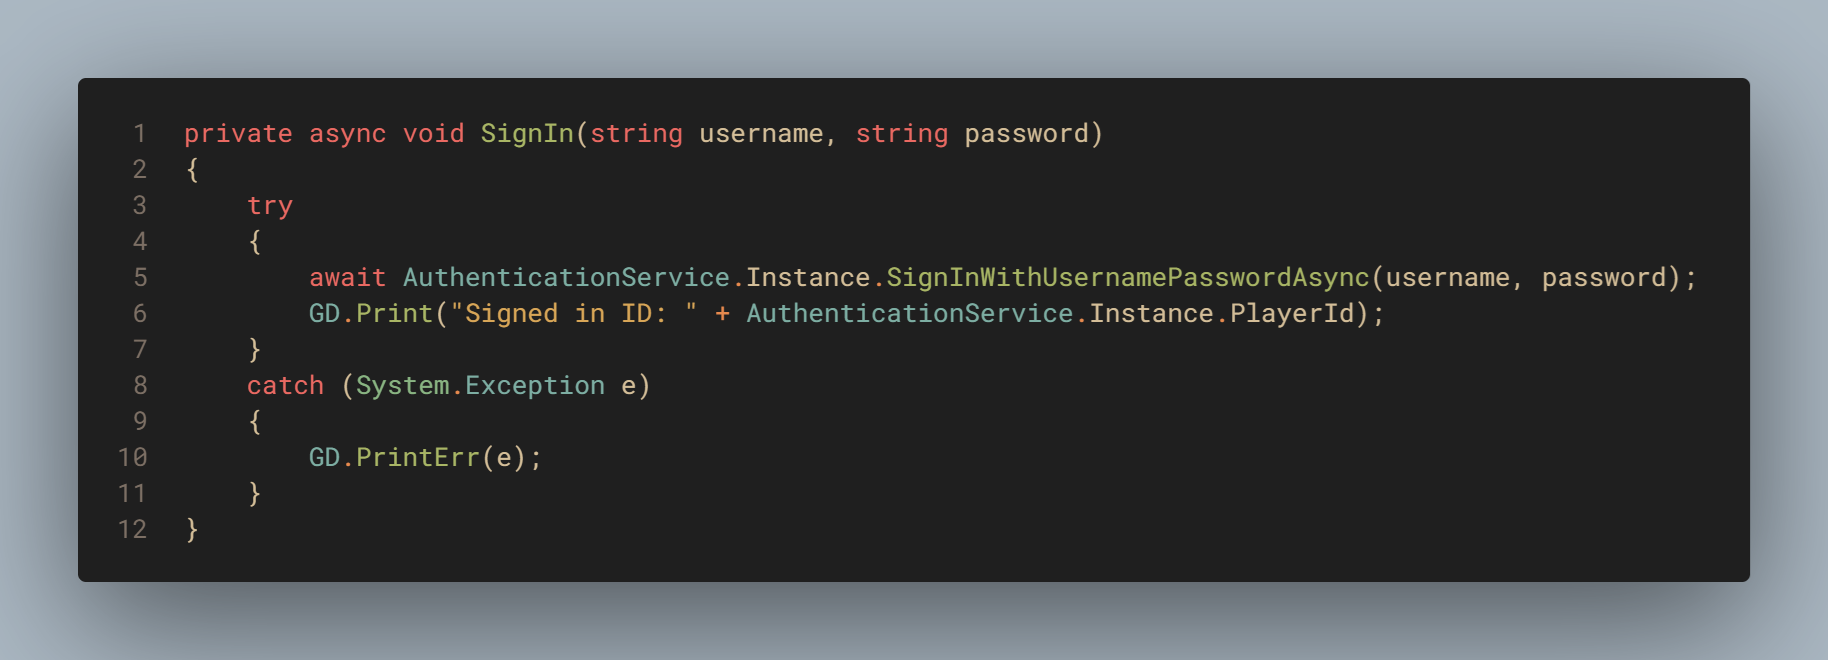 1 private async void SignIn(string username, string password)
2 {
3     try
4     {
5         await AuthenticationService.Instance.SignInWithUsernamePasswordAsync(username, password);
6         GD.Print("Signed in ID: " + AuthenticationService.Instance.PlayerId);
7     }
8     catch (System.Exception e)
9     {
10         GD.PrintErr(e);
11     }
12 }